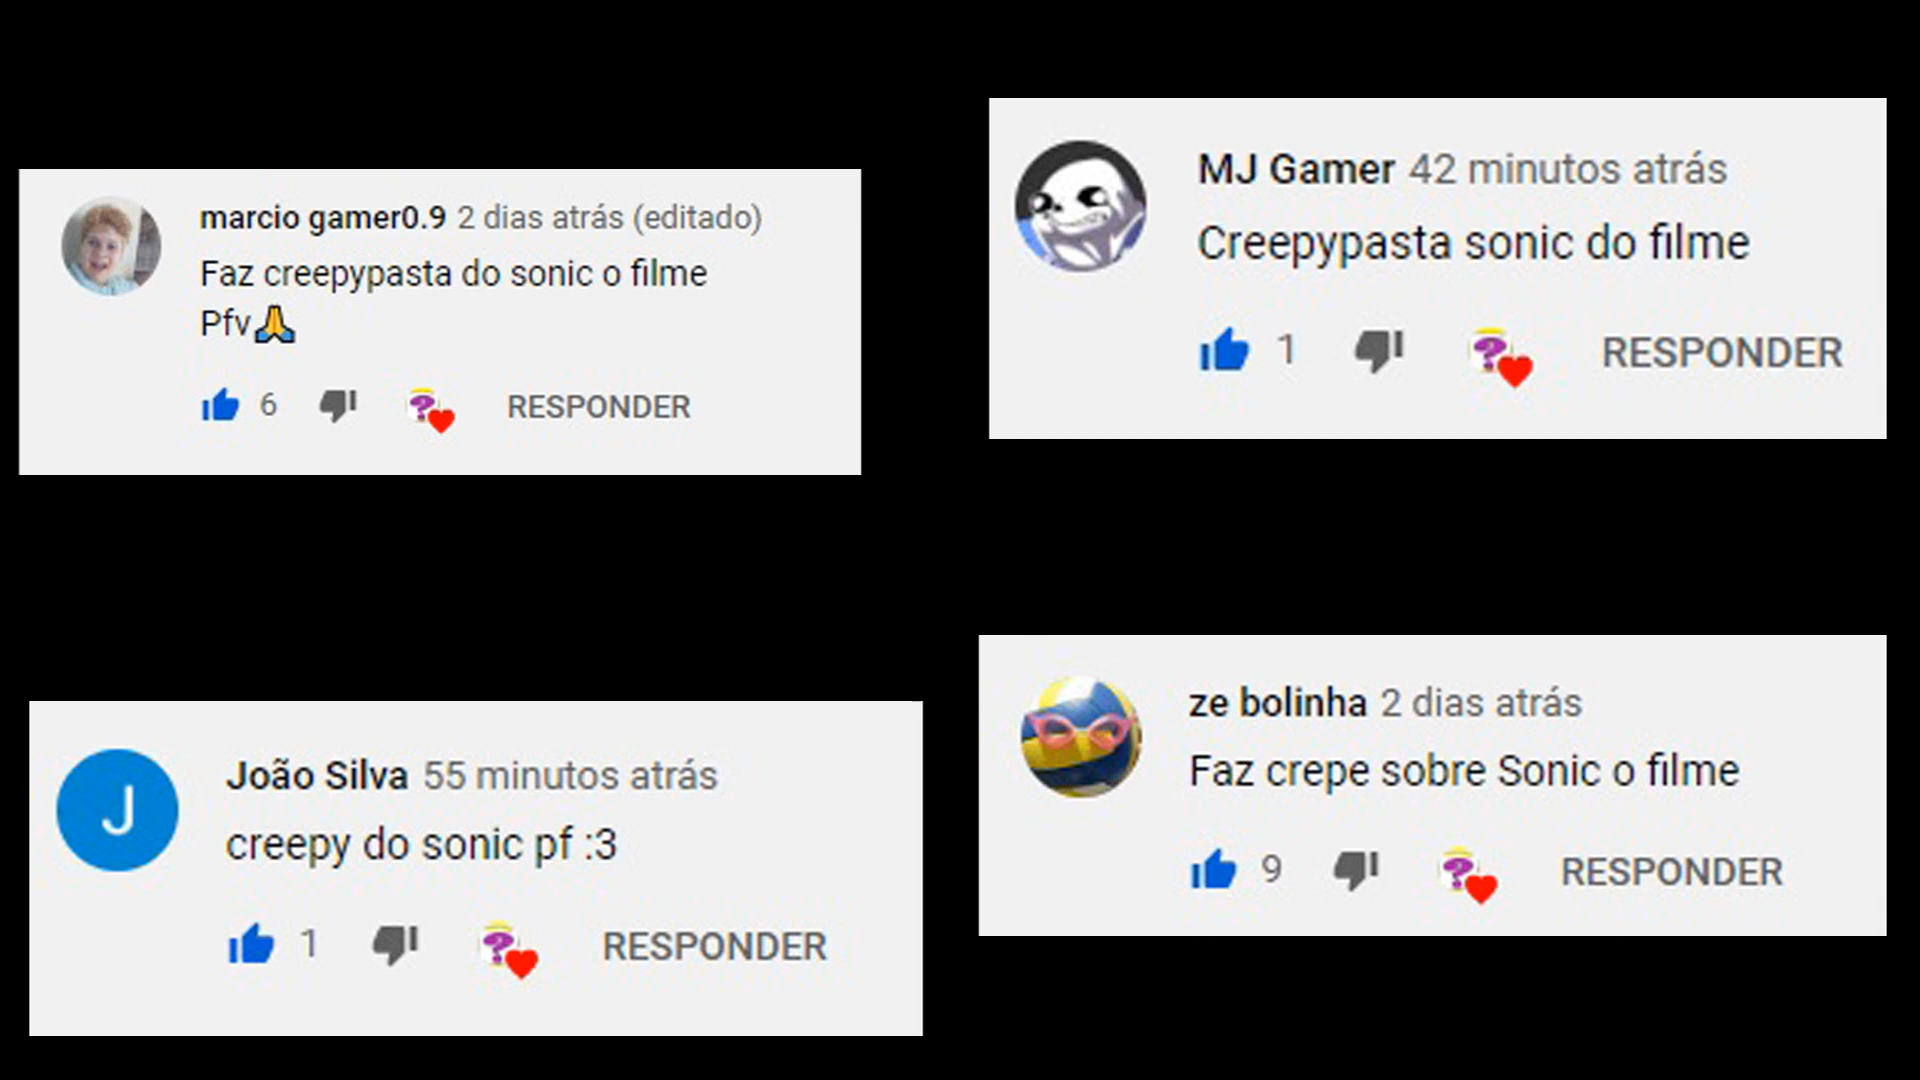 marcio gamer0.9 2 dias atrás (editado)
Faz creepypasta do sonic o filme
Pfv🙏
6 RESPONDER
MJ Gamer 42 minutos atrás
Creepypasta sonic do filme
1 RESPONDER
J
João Silva 55 minutos atrás
creepy do sonic pf :3
1 RESPONDER
ze bolinha 2 dias atrás
Faz crepe sobre Sonic o filme
9 RESPONDER